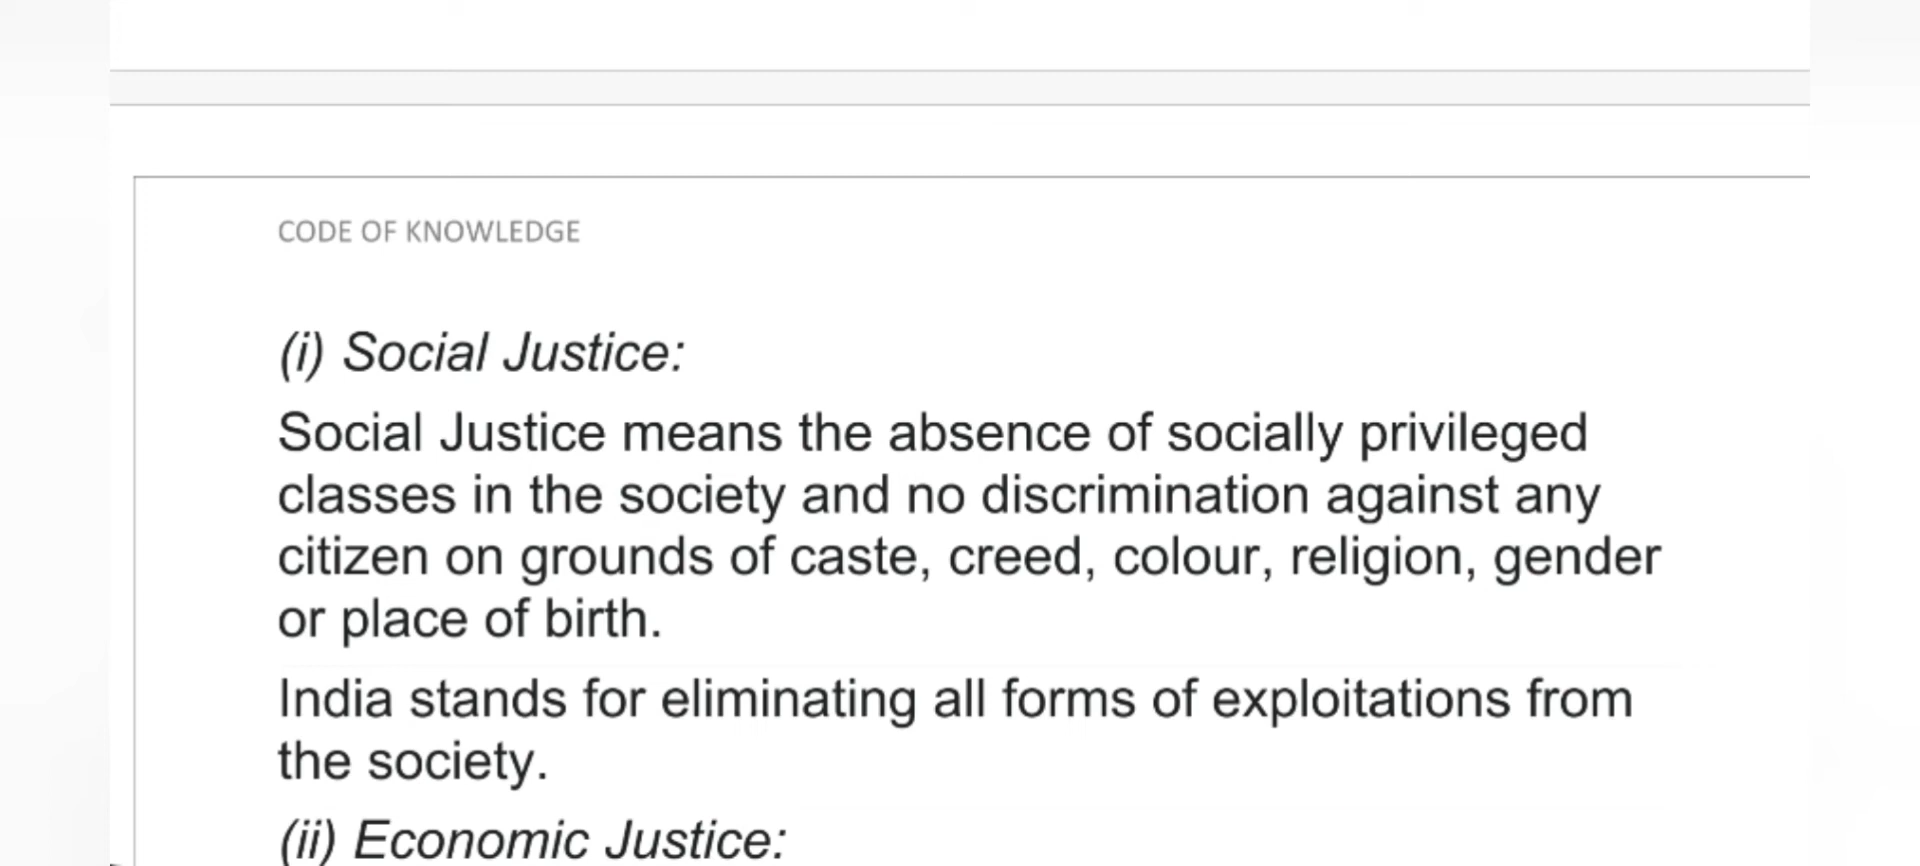 CODE OF KNOWLEDGE
(i) Social Justice:
Social Justice means the absence of socially privileged
classes in the society and no discrimination against any
citizen on grounds of caste, creed, colour, religion, gender
or place of birth.
India stands for eliminating all forms of exploitations from
the society.
(ii) Economic Justice: